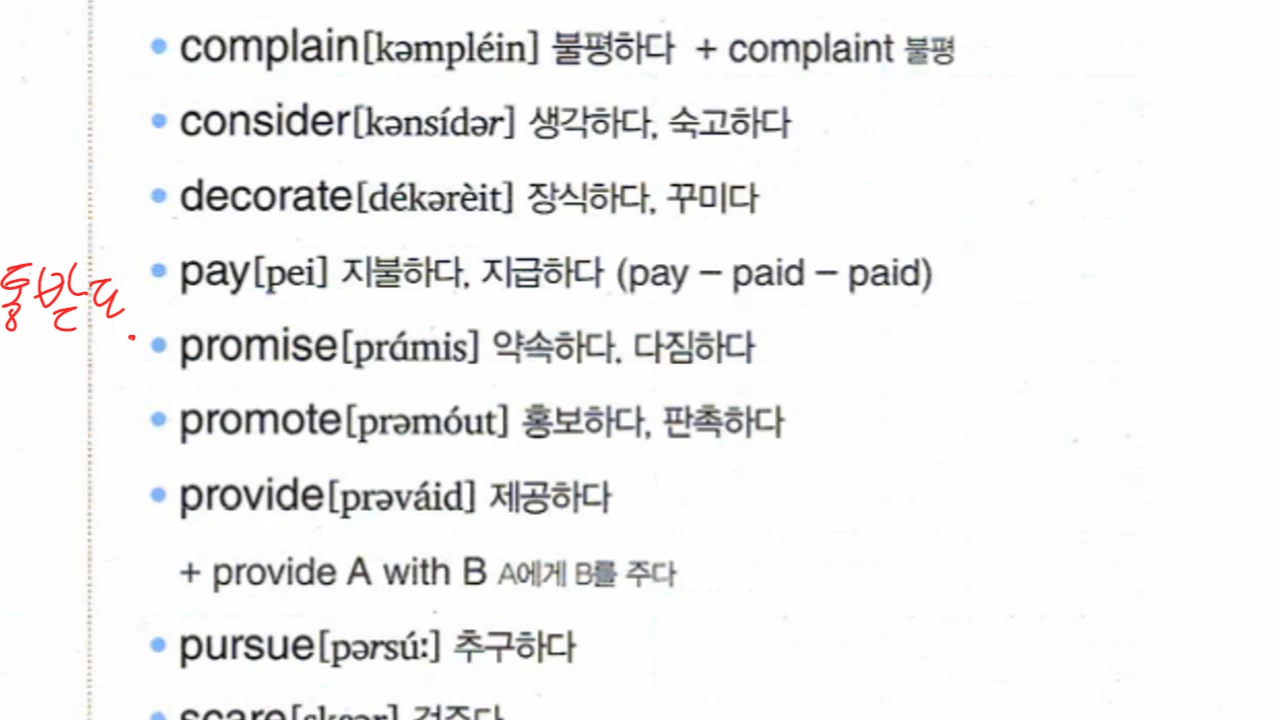 complain[kəmpléin] 불평하다 + complaint 불평
consider[kənsídər] 생각하다, 숙고하다
decorate[dékərèit] 장식하다, 꾸미다
pay[pei] 지불하다, 지급하다 (pay – paid – paid)
promise[prámis] 약속하다, 다짐하다
promote[prəmóut] 홍보하다, 판촉하다
provide[prəváid] 제공하다
+ provide A with B A에게 B를 주다
pursue[pərsú:] 추구하다